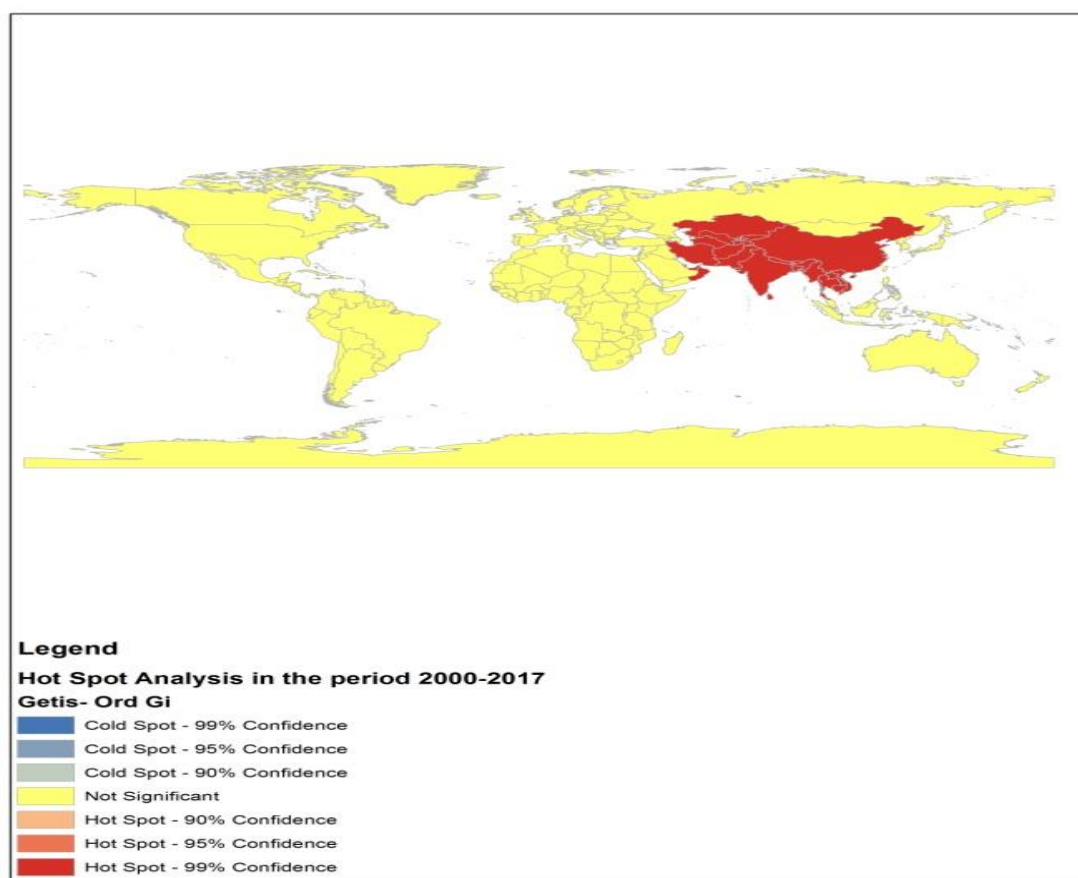 Legend
Hot Spot Analysis in the period 2000-2017
Getis- Ord Gi
Cold Spot - 99% Confidence
Cold Spot - 95% Confidence
Cold Spot - 90% Confidence
Not Significant
Hot Spot - 90% Confidence
Hot Spot - 95% Confidence
Hot Spot - 99% Confidence